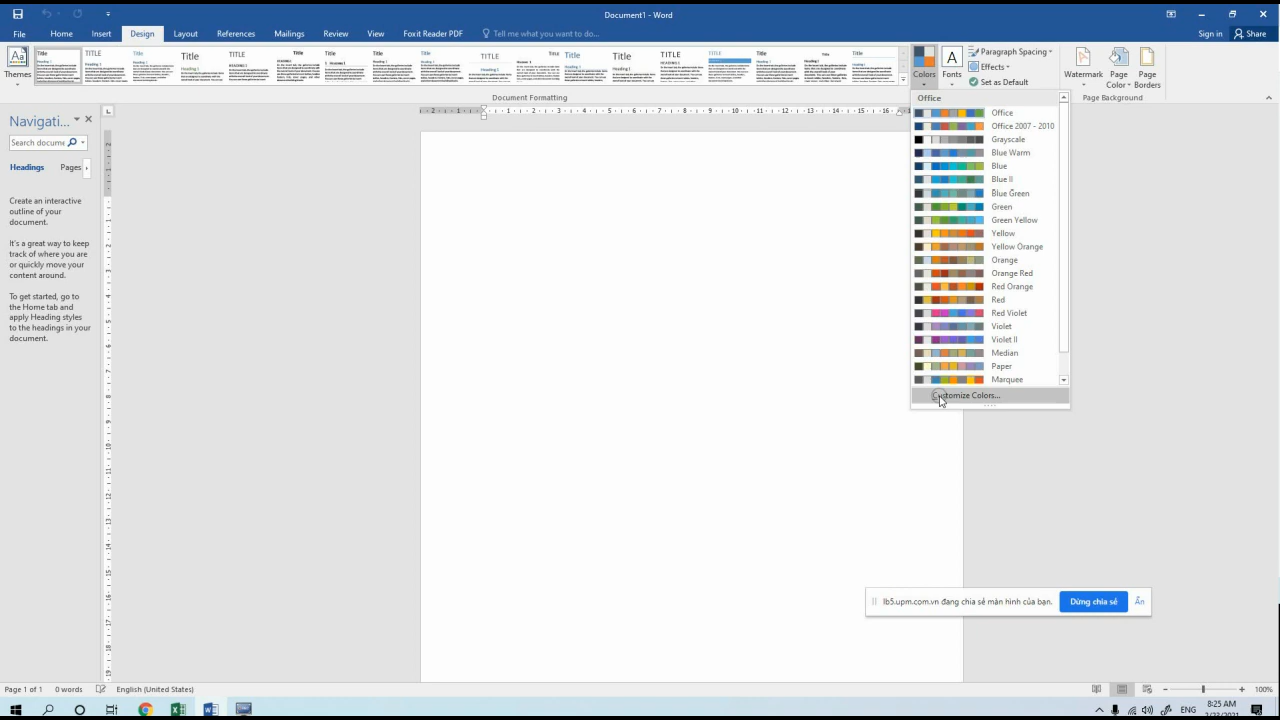 Document1 - Word
Sign in
Share
File
Home
Insert
Design
Layout
References
Mailings
Review
View
Foxit Reader PDF
Tell me what you want to do...
Colors
Fonts
Paragraph Spacing
Effects
Set as Default
Watermark
Page Color
Page Borders
Document Formatting
Page Background
Navigati...
Search docume
Headings
Pages
Create an interactive
outline of your
document.
It's a great way to keep
track of where you are
or quickly move your
content around.
To get started, go to
the Home tab and
apply Heading styles
to the headings in your
document.
Office
Office
Office 2007 - 2010
Grayscale
Blue Warm
Blue
Blue II
Blue Green
Green
Green Yellow
Yellow
Yellow Orange
Orange
Orange Red
Red Orange
Red
Red Violet
Violet
Violet II
Median
Paper
Marquee
Customize Colors...
lb5.upm.com.vn đang chia sẻ màn hình của bạn.
Dừng chia sẻ
Ẩn
Page 1 of 1
0 words
English (United States)
100%
ENG
8:25 AM